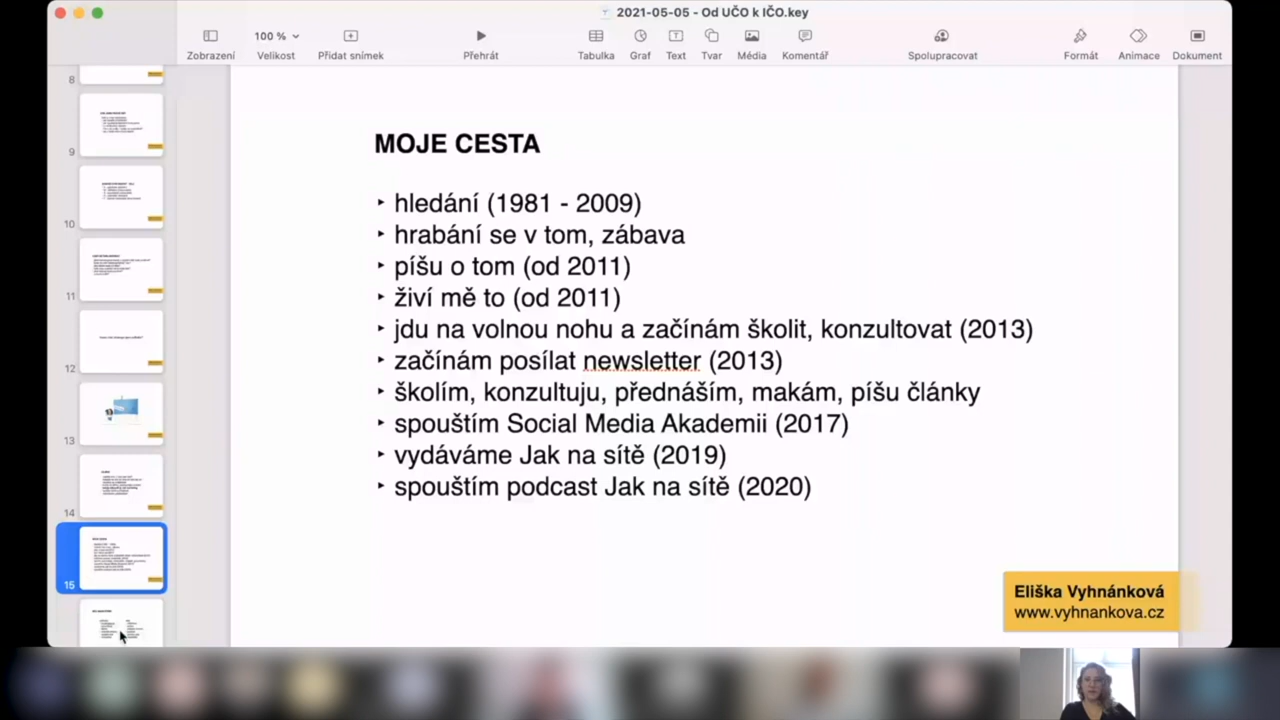 2021-05-05 - Od UČO k IČO.key
Zobrazení
100 %
Velikost
Přidat snímek
Přehrát
Tabulka
Graf
Text
Tvar
Média
Komentář
Spolupracovat
Formát
Animace
Dokument
8
9
10
11
12
13
14
15
MOJE CESTA
‣ hledání (1981 - 2009)
‣ hrabání se v tom, zábava
‣ píšu o tom (od 2011)
‣ živí mě to (od 2011)
‣ jdu na volnou nohu a začínám školit, konzultovat (2013)
‣ začínám posílat newsletter (2013)
‣ školím, konzultuju, přednáším, makám, píšu články
‣ spouštím Social Media Akademii (2017)
‣ vydáváme Jak na sítě (2019)
‣ spouštím podcast Jak na sítě (2020)
Eliška Vyhnánková
www.vyhnankova.cz